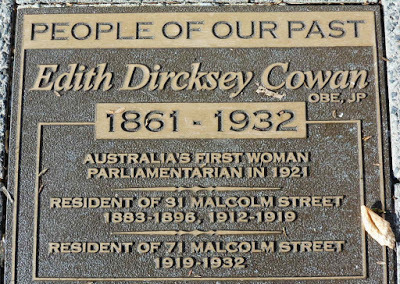 PEOPLE OF OUR PAST
Edith Dircksey Cowan
OBE, JP
1861 - 1932
AUSTRALIA'S FIRST WOMAN
PARLIAMENTARIAN IN 1921
RESIDENT OF 31 MALCOLM STREET
1883-1896, 1912-1919
RESIDENT OF 71 MALCOLM STREET
1919-1932